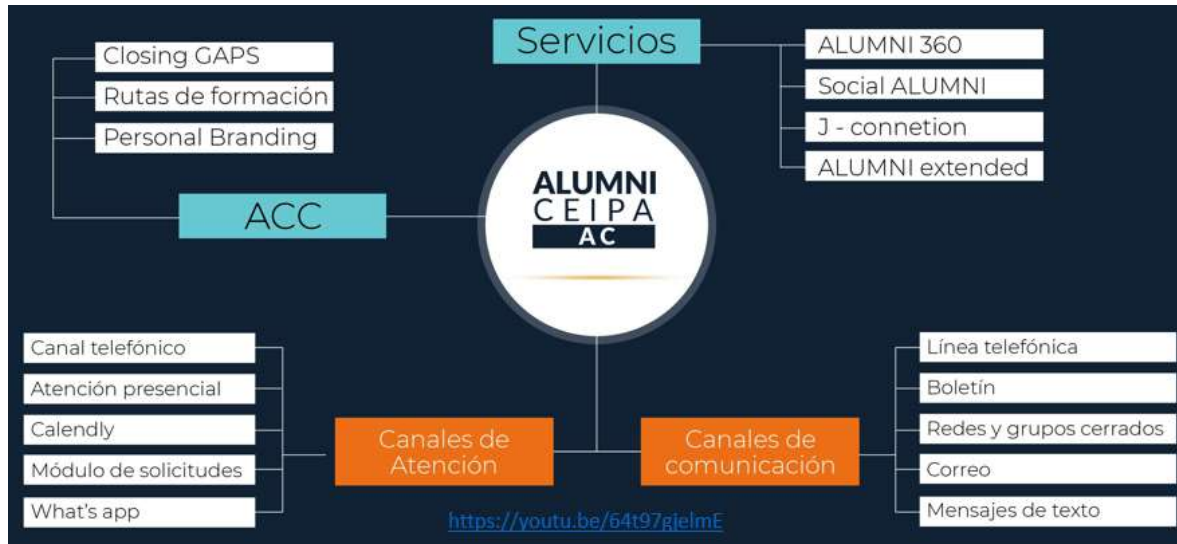 Servicios
Closing GAPS
Rutas de formación
Personal Branding
ACC
ALUMNI 360
Social ALUMNI
J - connetion
ALUMNI extended
ALUMNI
CEIPA
AC
Canal telefónico
Atención presencial
Calendly
Módulo de solicitudes
What's app
Canales de
Atención
Canales de
comunicación
Línea telefónica
Boletín
Redes y grupos cerrados
Correo
Mensajes de texto
https://youtu.be/64t97gjelmE